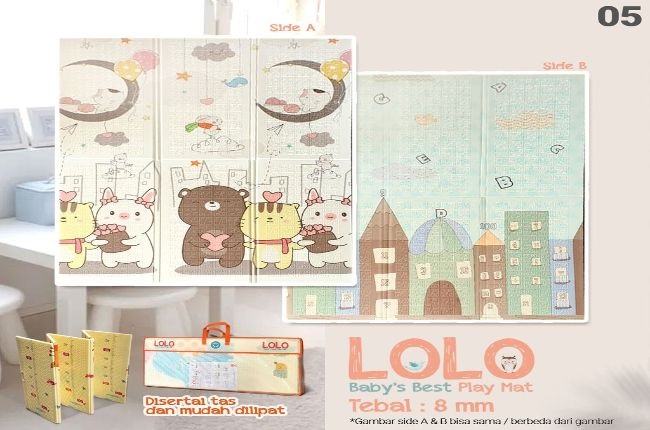 05
Side A
Side B
LOLO
LOLO
Disertai tas
dan mudah dilipat
LOLO
Baby's Best Play Mat
Tebal : 8 mm
*Gambar side A & B bisa sama / berbeda dari gambar